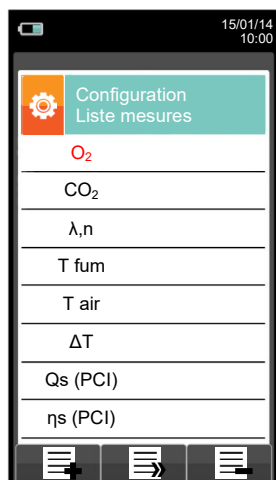 15/01/14
10:00
Configuration
Liste mesures
O₂
CO₂
λ,n
T fum
T air
ΔT
Qs (PCI)
ηs (PCI)